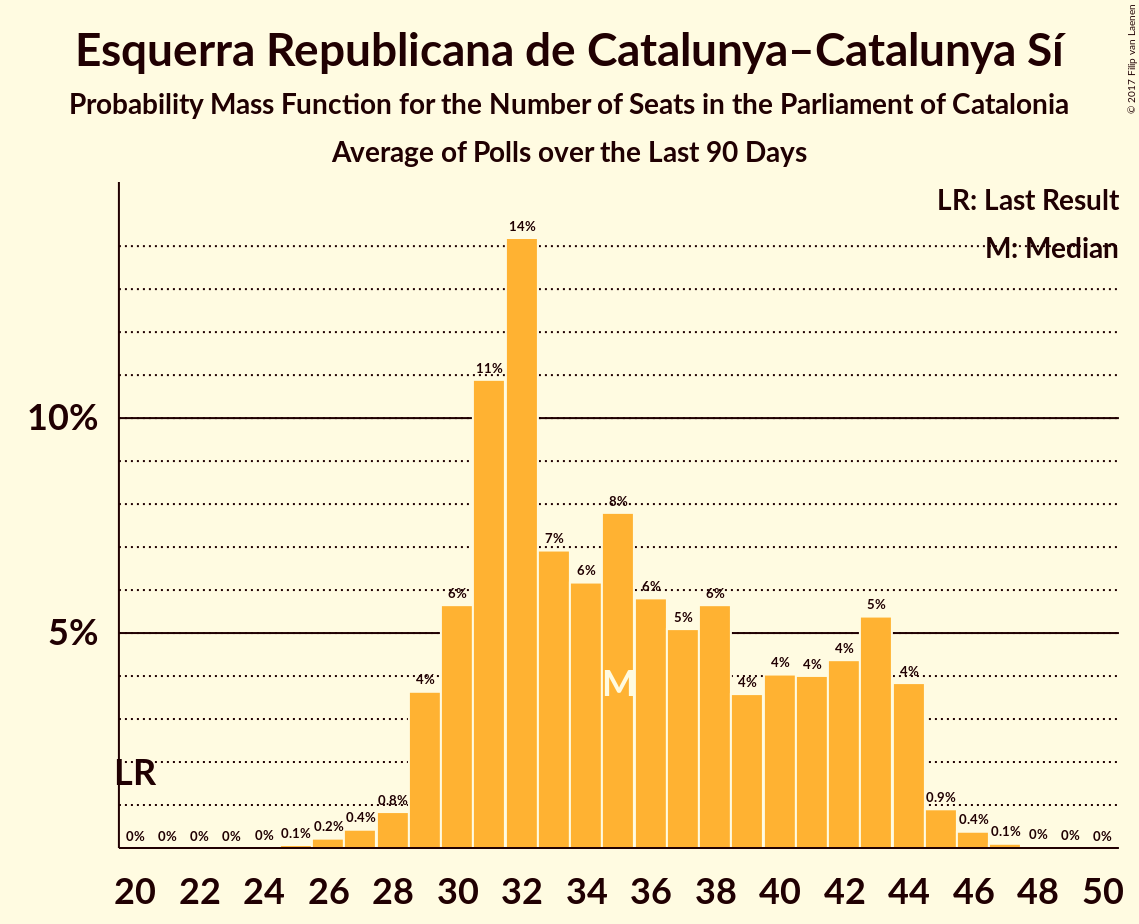 Esquerra Republicana de Catalunya–Catalunya Sí
Probability Mass Function for the Number of Seats in the Parliament of Catalonia
Average of Polls over the Last 90 Days
© 2017 Filip van Laenen
LR: Last Result
M: Median
10%
5%
LR
M
0% 0% 0% 0% 0% 0.1% 0.2% 0.4% 0.8% 4% 6% 11% 14% 7% 6% 8% 6% 5% 6% 4% 4% 4% 4% 5% 4% 0.9% 0.4% 0.1% 0% 0% 0%
20 22 24 26 28 30 32 34 36 38 40 42 44 46 48 50